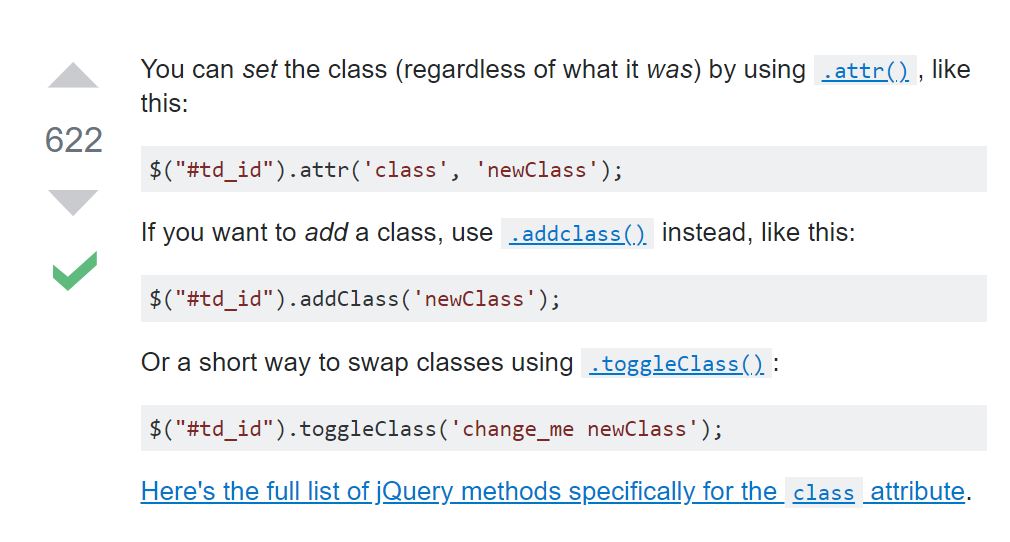 You can set the class (regardless of what it was) by using .attr() , like
this:
622
$("#td_id").attr('class', 'newClass');
If you want to add a class, use .addclass() instead, like this:
$("#td_id").addClass('newClass');
Or a short way to swap classes using .toggleClass() :
$("#td_id").toggleClass('change_me newClass');
Here's the full list of jQuery methods specifically for the class attribute.